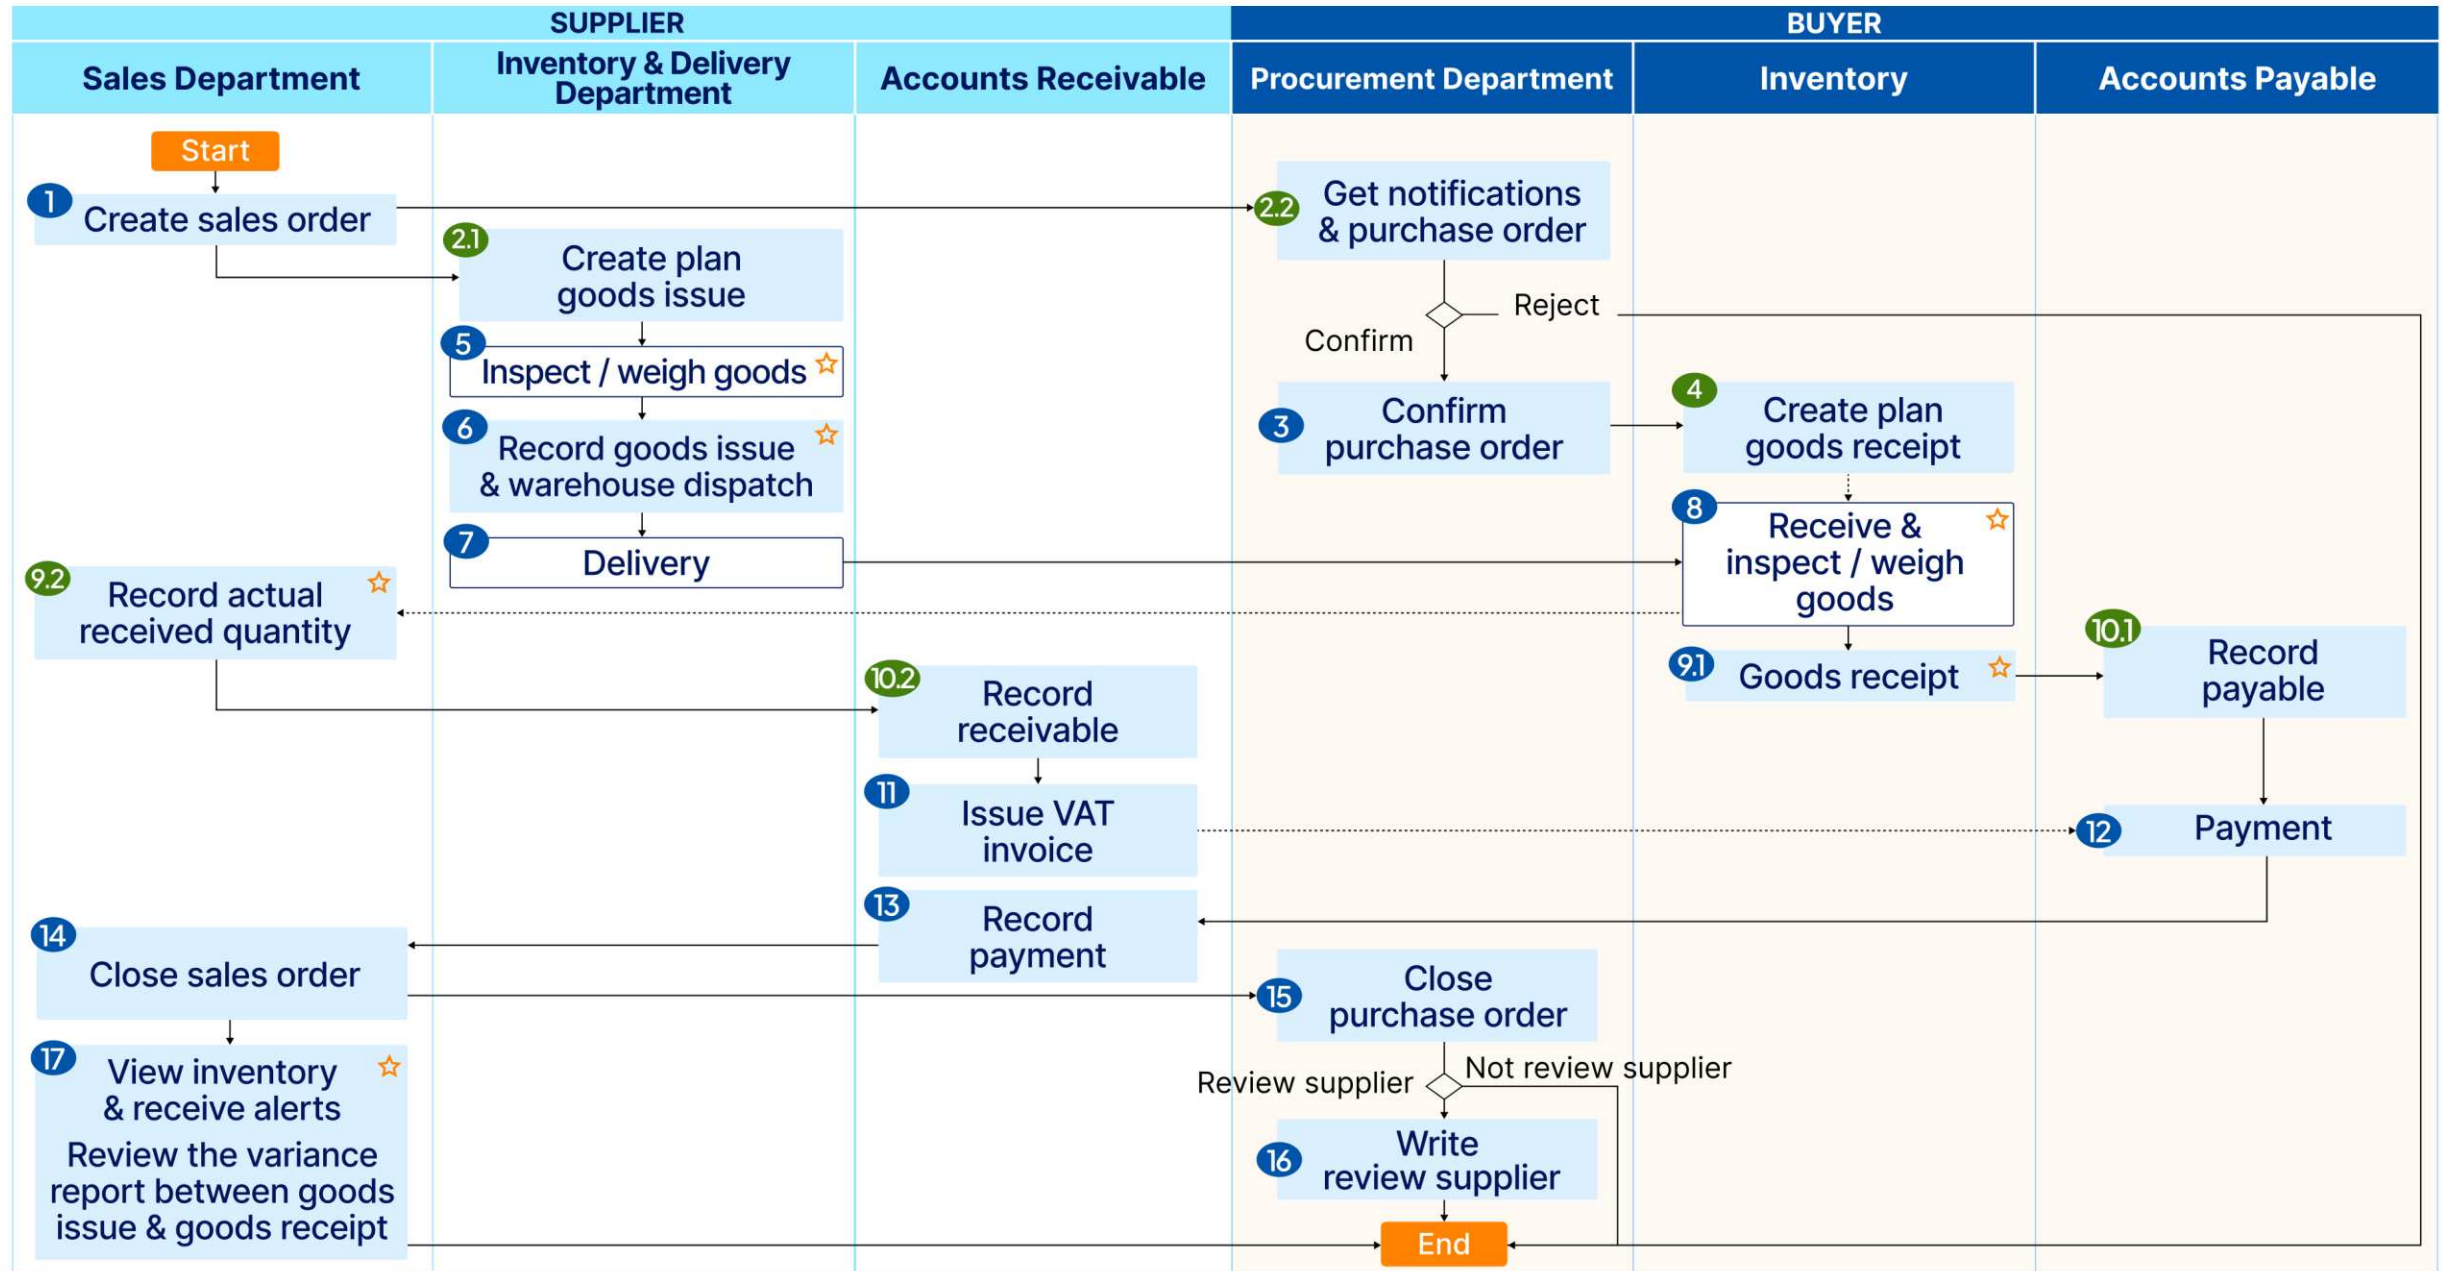 SUPPLIER
BUYER
Sales Department
Inventory & Delivery
Department
Accounts Receivable
Procurement Department
Inventory
Accounts Payable
Start
1
Create sales order
2.2
Get notifications
& purchase order
2.1
Create plan
goods issue
Reject
Confirm
5
Inspect / weigh goods
3
Confirm
purchase order
4
Create plan
goods receipt
6
Record goods issue
& warehouse dispatch
7
Delivery
8
Receive &
inspect / weigh
goods
9.2
Record actual
received quantity
9.1
Goods receipt
10.1
Record
payable
10.2
Record
receivable
11
Issue VAT
invoice
12
Payment
13
Record
payment
14
Close sales order
15
Close
purchase order
Review supplier
Not review supplier
17
View inventory
& receive alerts
Review the variance
report between goods
issue & goods receipt
16
Write
review supplier
End